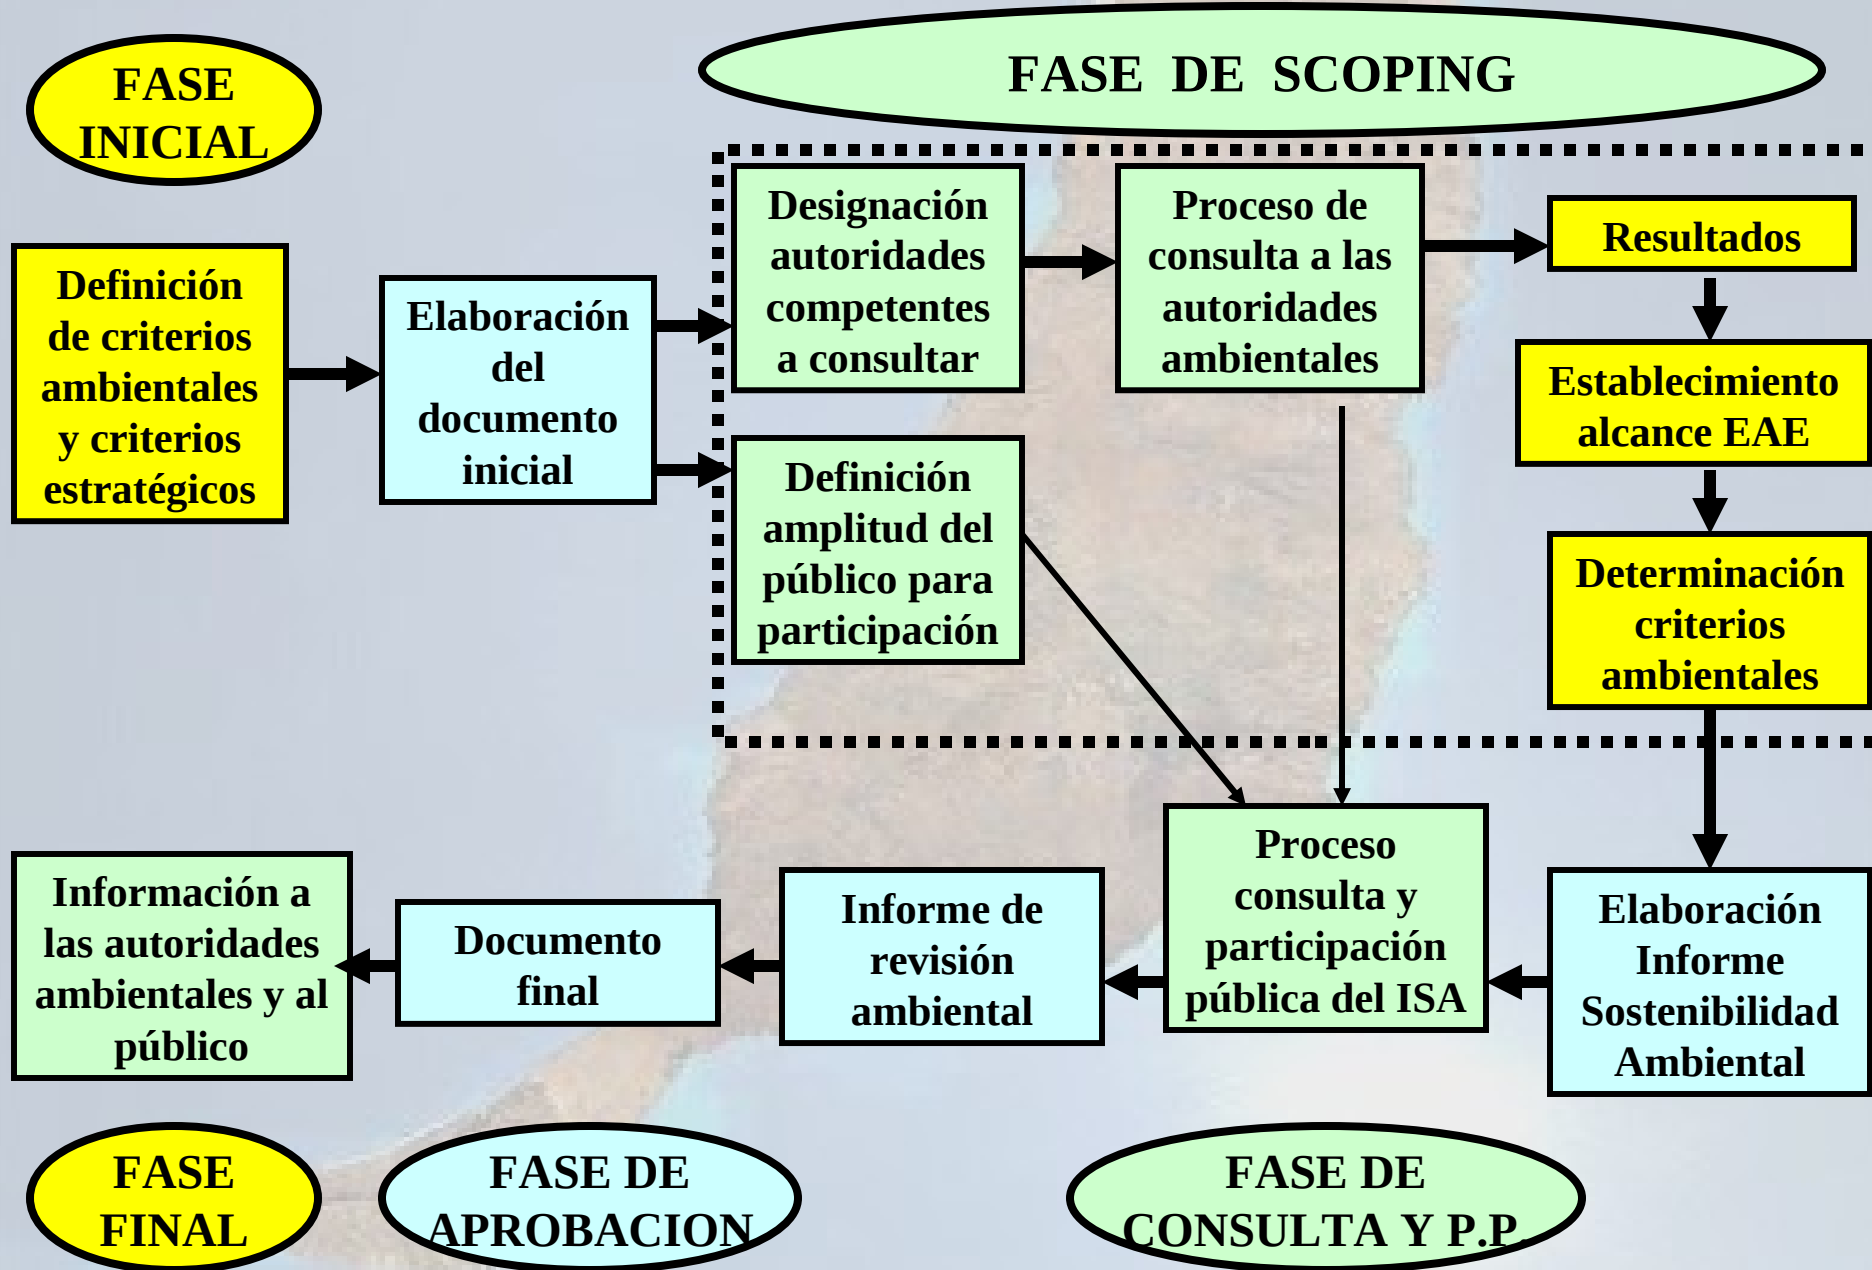 FASE
INICIAL
FASE DE SCOPING
Definición
de criterios
ambientales
y criterios
estratégicos
Elaboración
del
documento
inicial
Designación
autoridades
competentes
a consultar
Proceso de
consulta a las
autoridades
ambientales
Resultados
Establecimiento
alcance EAE
Definición
amplitud del
público para
participación
Determinación
criterios
ambientales
Información a
las autoridades
ambientales y al
público
Documento
final
Informe de
revisión
ambiental
Proceso
consulta y
participación
pública del ISA
Elaboración
Informe
Sostenibilidad
Ambiental
FASE
FINAL
FASE DE
APROBACION
FASE DE
CONSULTA Y P.P.